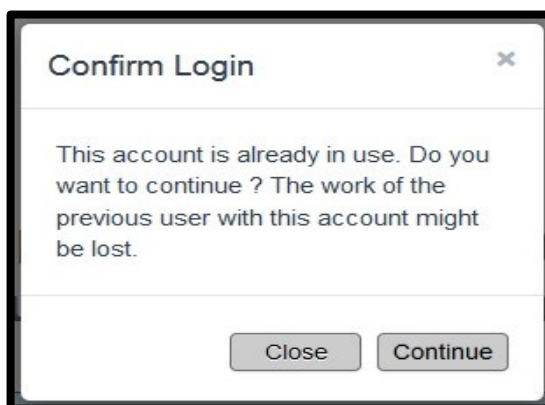 Confirm Login ×
This account is already in use. Do you
want to continue ? The work of the
previous user with this account might
be lost.
Close Continue